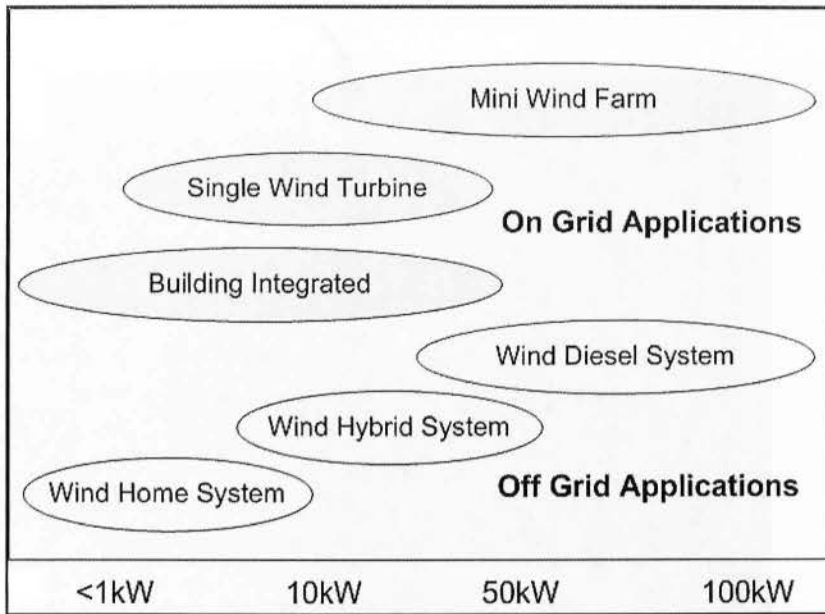 Mini Wind Farm
Single Wind Turbine
On Grid Applications
Building Integrated
Wind Diesel System
Wind Hybrid System
Wind Home System
Off Grid Applications
<1kW 10kW 50kW 100kW